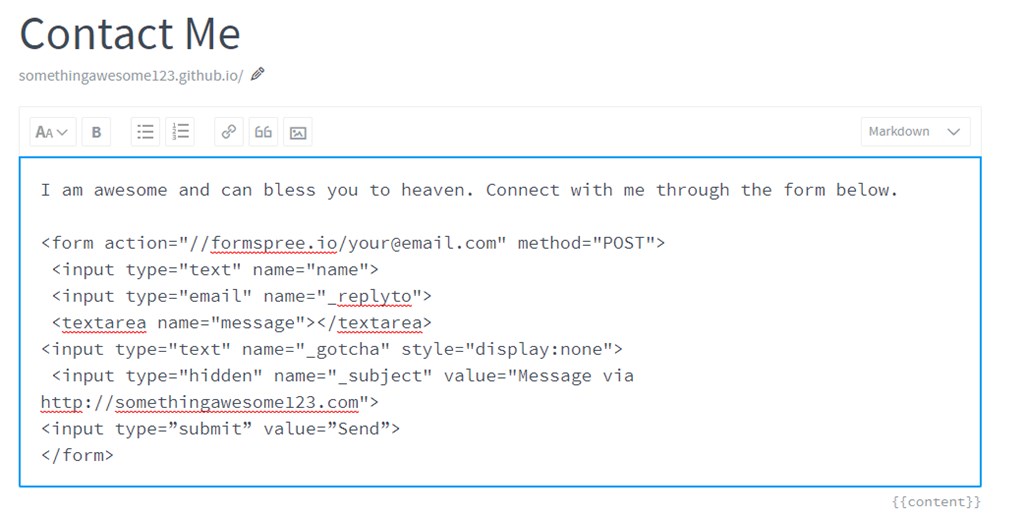 Contact Me
somethingawesome123.github.io/
AA B 1 2 3 66 Markdown
I am awesome and can bless you to heaven. Connect with me through the form below.
<form action="//formspree.io/your@email.com" method="POST">
<input type="text" name="name">
<input type="email" name="_replyto">
<textarea name="message"></textarea>
<input type="text" name="_gotcha" style="display:none">
<input type="hidden" name="_subject" value="Message via
http://somethingawesome123.com">
<input type=”submit” value=”Send”>
</form>
{{content}}